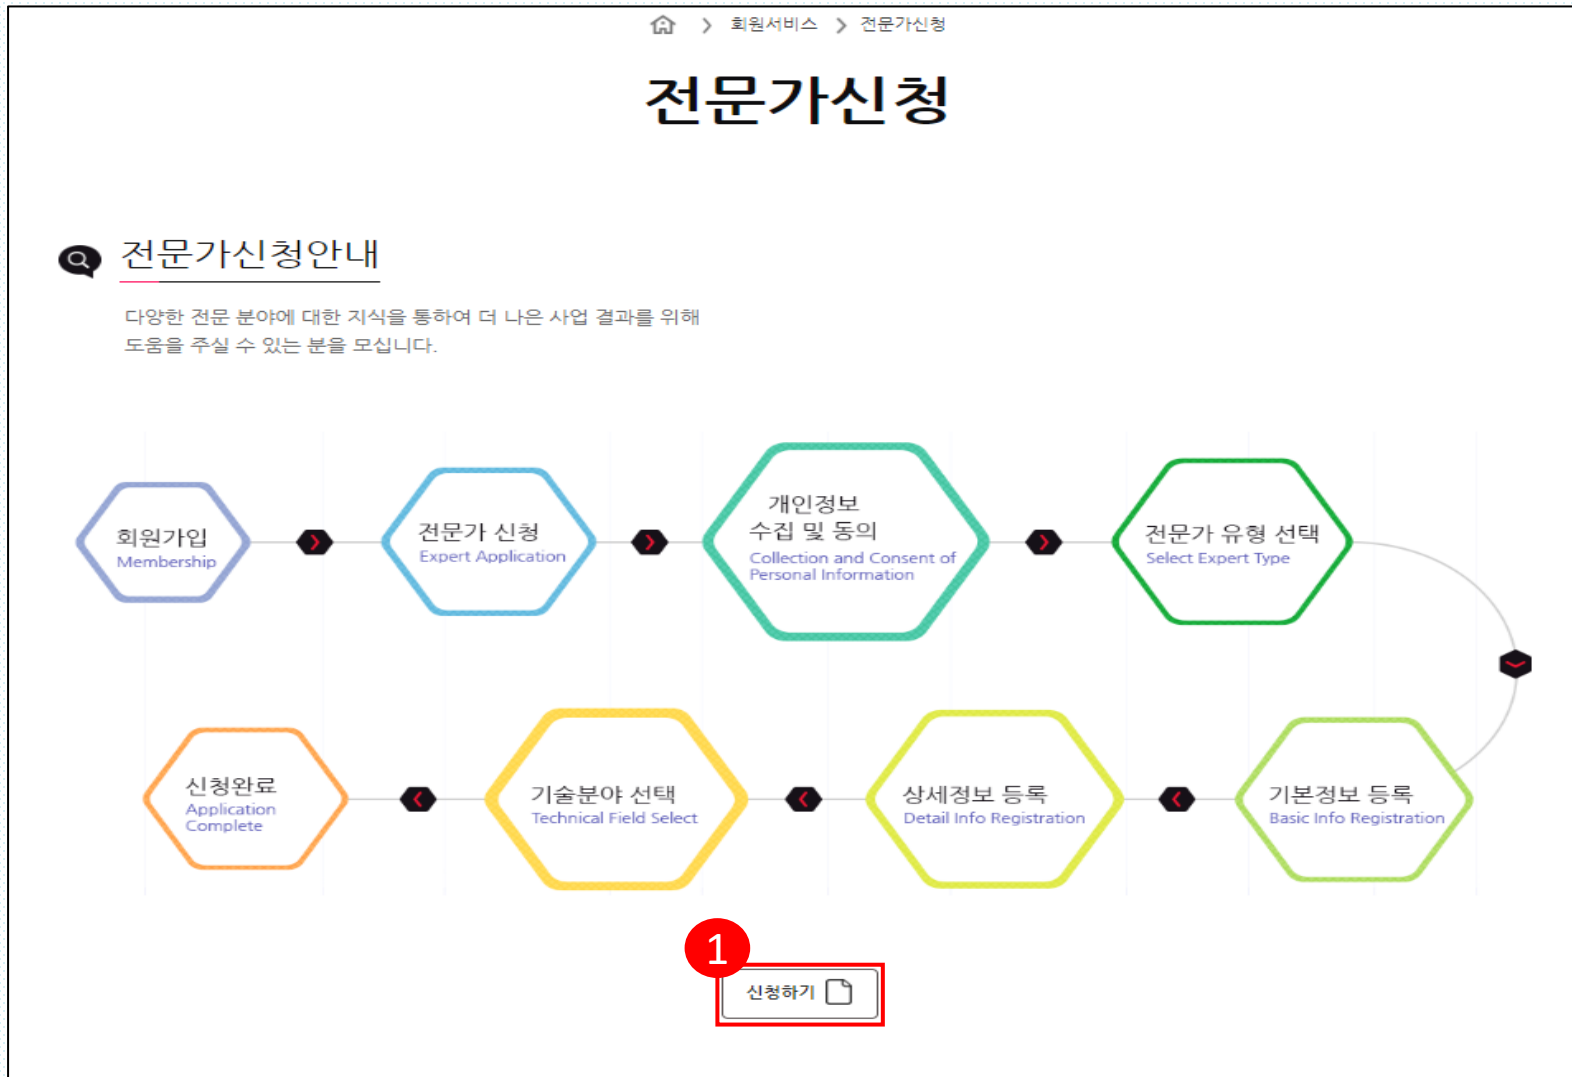 회원서비스 전문가신청
전문가신청
전문가신청안내
다양한 전문 분야에 대한 지식을 통하여 더 나은 사업 결과를 위해
도움을 주실 수 있는 분을 모십니다.
회원가입
Membership
전문가 신청
Expert Application
개인정보
수집 및 동의
Collection and Consent of
Personal Information
전문가 유형 선택
Select Expert Type
기본정보 등록
Basic Info Registration
상세정보 등록
Detail Info Registration
기술분야 선택
Technical Field Select
신청완료
Application
Complete
1
신청하기